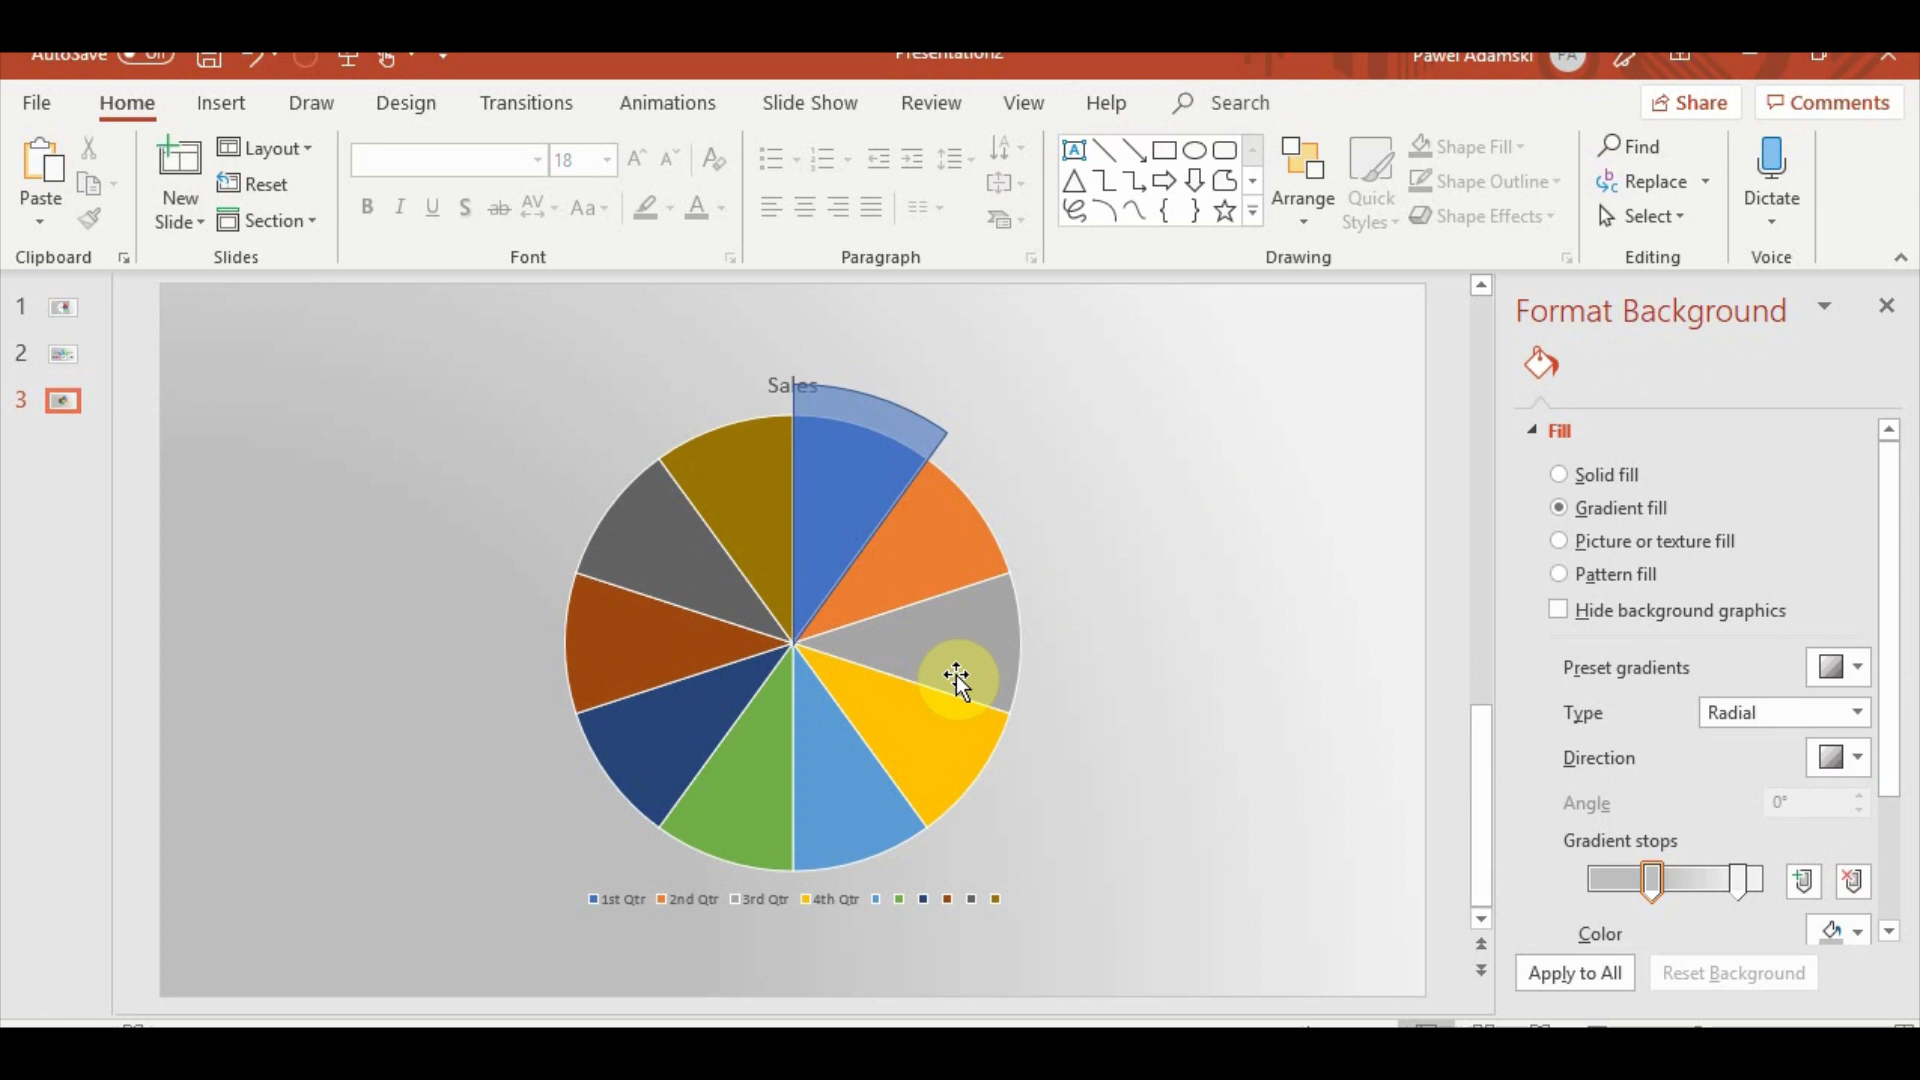 AutoSave Off Presentation2 Pawel Adamski PA
File Home Insert Draw Design Transitions Animations Slide Show Review View Help Search Share Comments
Paste
New Slide
Layout
Reset
Section
18
B I U S ab AV Aa A
A
Arrange
Quick Styles
Shape Fill
Shape Outline
Shape Effects
Find
Replace
Select
Dictate
Clipboard Slides Font Paragraph Drawing Editing Voice
1
2
3
Sales
1st Qtr 2nd Qtr 3rd Qtr 4th Qtr
Format Background
Fill
Solid fill
Gradient fill
Picture or texture fill
Pattern fill
Hide background graphics
Preset gradients
Type Radial
Direction
Angle 0°
Gradient stops
Color
Apply to All Reset Background